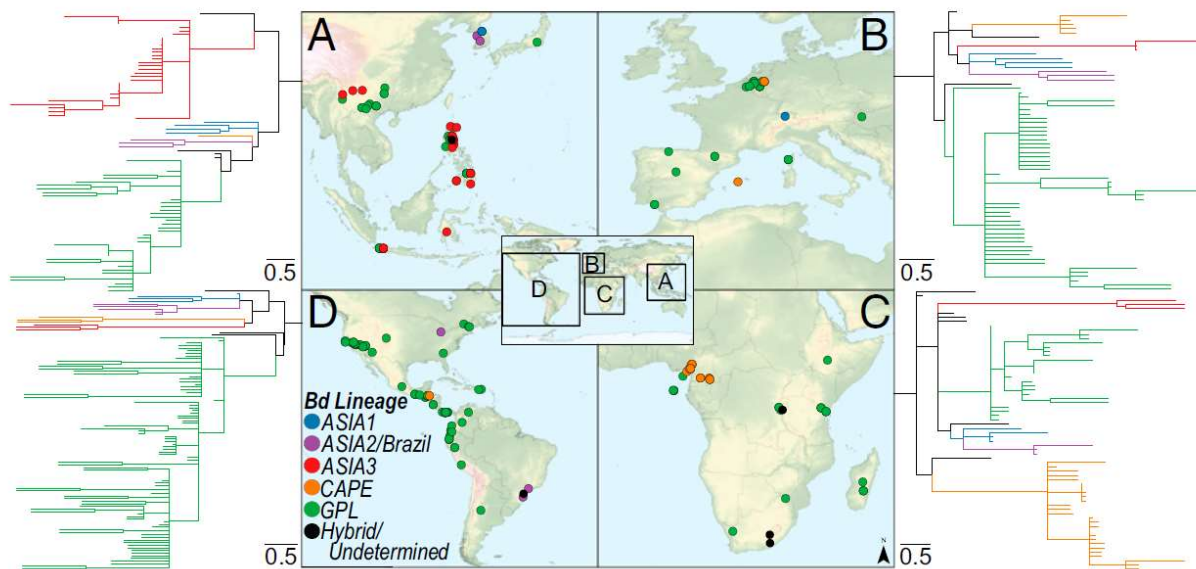 A
B
0.5
0.5
B
D
C
A
D
C
Bd Lineage
ASIA1
ASIA2/Brazil
ASIA3
CAPE
GPL
Hybrid/
Undetermined
N
0.5
0.5